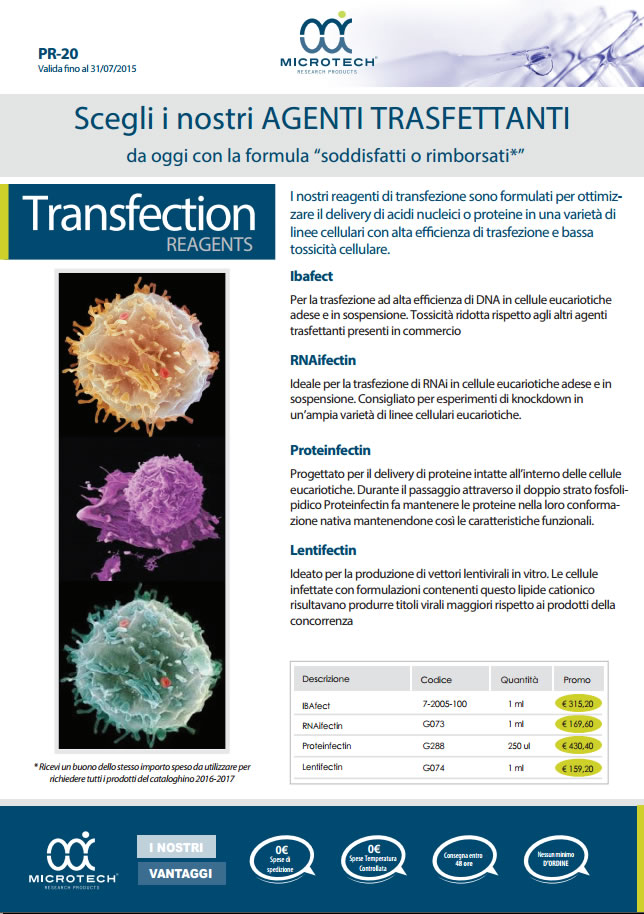 PR-20
Valida fino al 31/07/2015
MICROTECH®
RESEARCH PRODUCTS
Scegli i nostri AGENTI TRASFETTANTI
da oggi con la formula “soddisfatti o rimborsati*”
Transfection
REAGENTS
I nostri reagenti di transfezione sono formulati per ottimiz-
zare il delivery di acidi nucleici o proteine in una varietà di
linee cellulari con alta efficienza di trasfezione e bassa
tossicità cellulare.
Ibafect
Per la trasfezione ad alta efficienza di DNA in cellule eucariotiche
adese e in sospensione. Tossicità ridotta rispetto agli altri agenti
trasfettanti presenti in commercio
RNAifectin
Ideale per la trasfezione di RNAi in cellule eucariotiche adese e in
sospensione. Consigliato per esperimenti di knockdown in
un’ampia varietà di linee cellulari eucariotiche.
Proteinfectin
Progettato per il delivery di proteine intatte all’interno delle cellule
eucariotiche. Durante il passaggio attraverso il doppio strato fosfoli-
pidico Proteinfectin fa mantenere le proteine nella loro conforma-
zione nativa mantenendone così le caratteristiche funzionali.
Lentifectin
Ideato per la produzione di vettori lentivirali in vitro. Le cellule
infettate con formulazioni contenenti questo lipide cationico
risultavano produrre titoli virali maggiori rispetto ai prodotti della
concorrenza
Descrizione Codice Quantità Promo
IBAfect 7-2005-100 1 ml € 315,20
RNAifectin G073 1 ml € 169,60
Proteinfectin G288 250 ul € 430,40
Lentifectin G074 1 ml € 159,20
* Ricevi un buono dello stesso importo speso da utilizzare per
richiedere tutti i prodotti del cataloghino 2016-2017
MICROTECH®
RESEARCH PRODUCTS
I NOSTRI
VANTAGGI
0€
Spese di
spedizione
0€
Spese Temperatura
Controllata
Consegna entro
48 ore
Nessun minimo
D'ORDINE